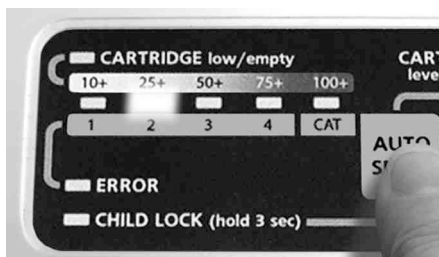 CARTRIDGE low/empty
10+ 25+ 50+ 75+ 100+
1 2 3 4 CAT
ERROR
CHILD LOCK (hold 3 sec)
AUTO